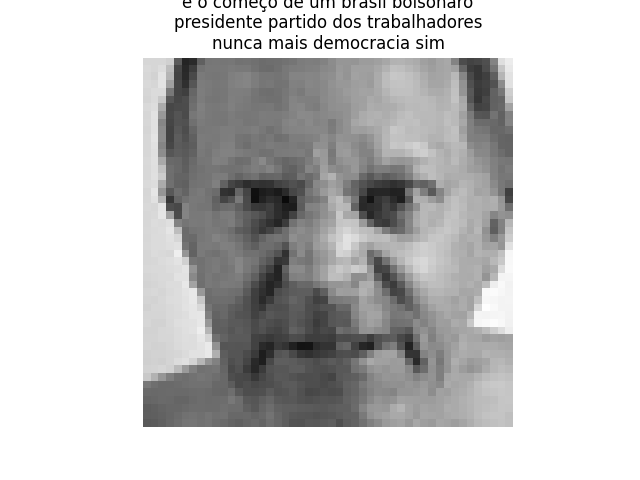 é o começo de um brasil bolsonaro
presidente partido dos trabalhadores
nunca mais democracia sim